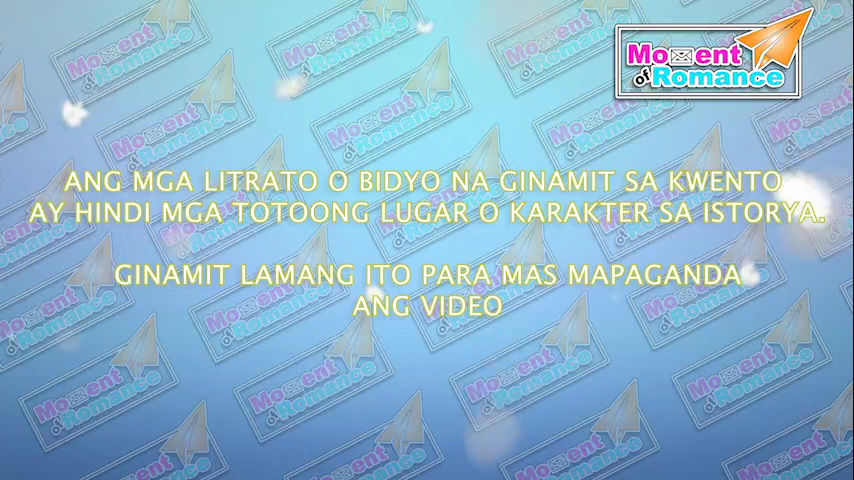 Moment
of Romance
ANG MGA LITRATO O BIDYO NA GINAMIT SA KWENTO
AY HINDI MGA TOTOONG LUGAR O KARAKTER SA ISTORYA.
GINAMIT LAMANG ITO PARA MAS MAPAGANDA
ANG VIDEO